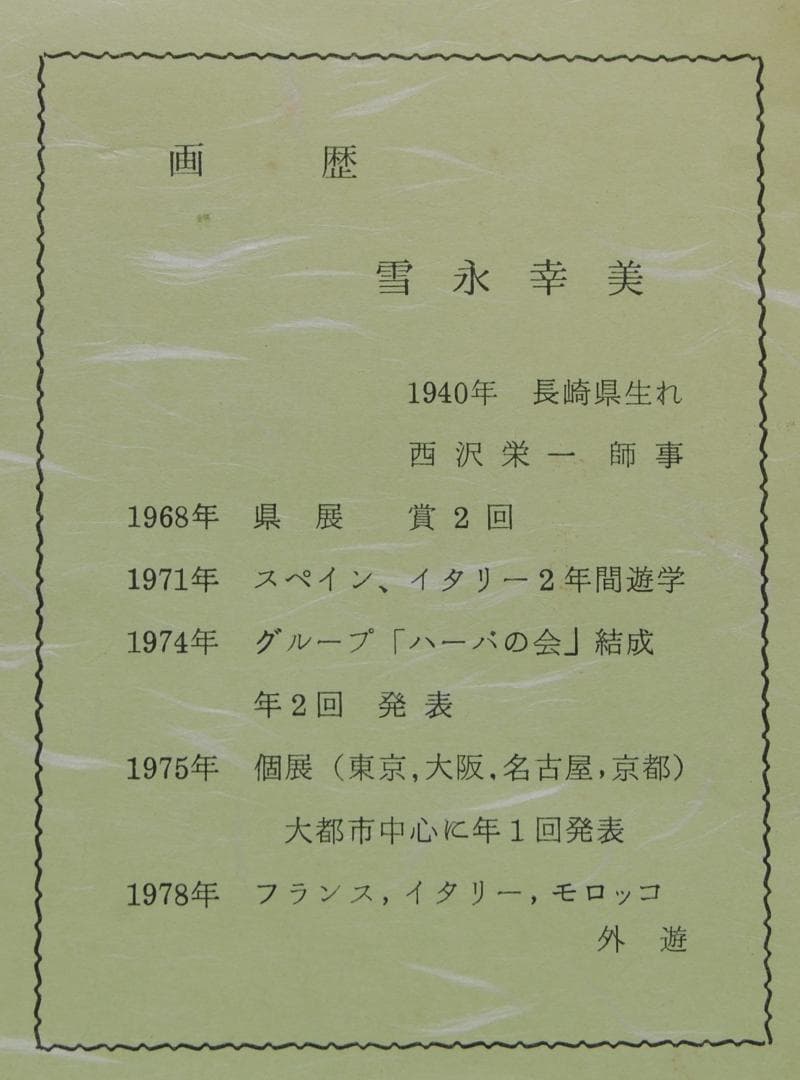 画　歴
雪永幸美
1940年　長崎県生れ
西沢栄一 師事
1968年　県展　賞2回
1971年　スペイン、イタリー2年間遊学
1974年　グループ「ハーバの会」結成
年2回　発表
1975年　個展（東京,大阪,名古屋,京都）
大都市中心に年1回発表
1978年　フランス,イタリー,モロッコ
外遊